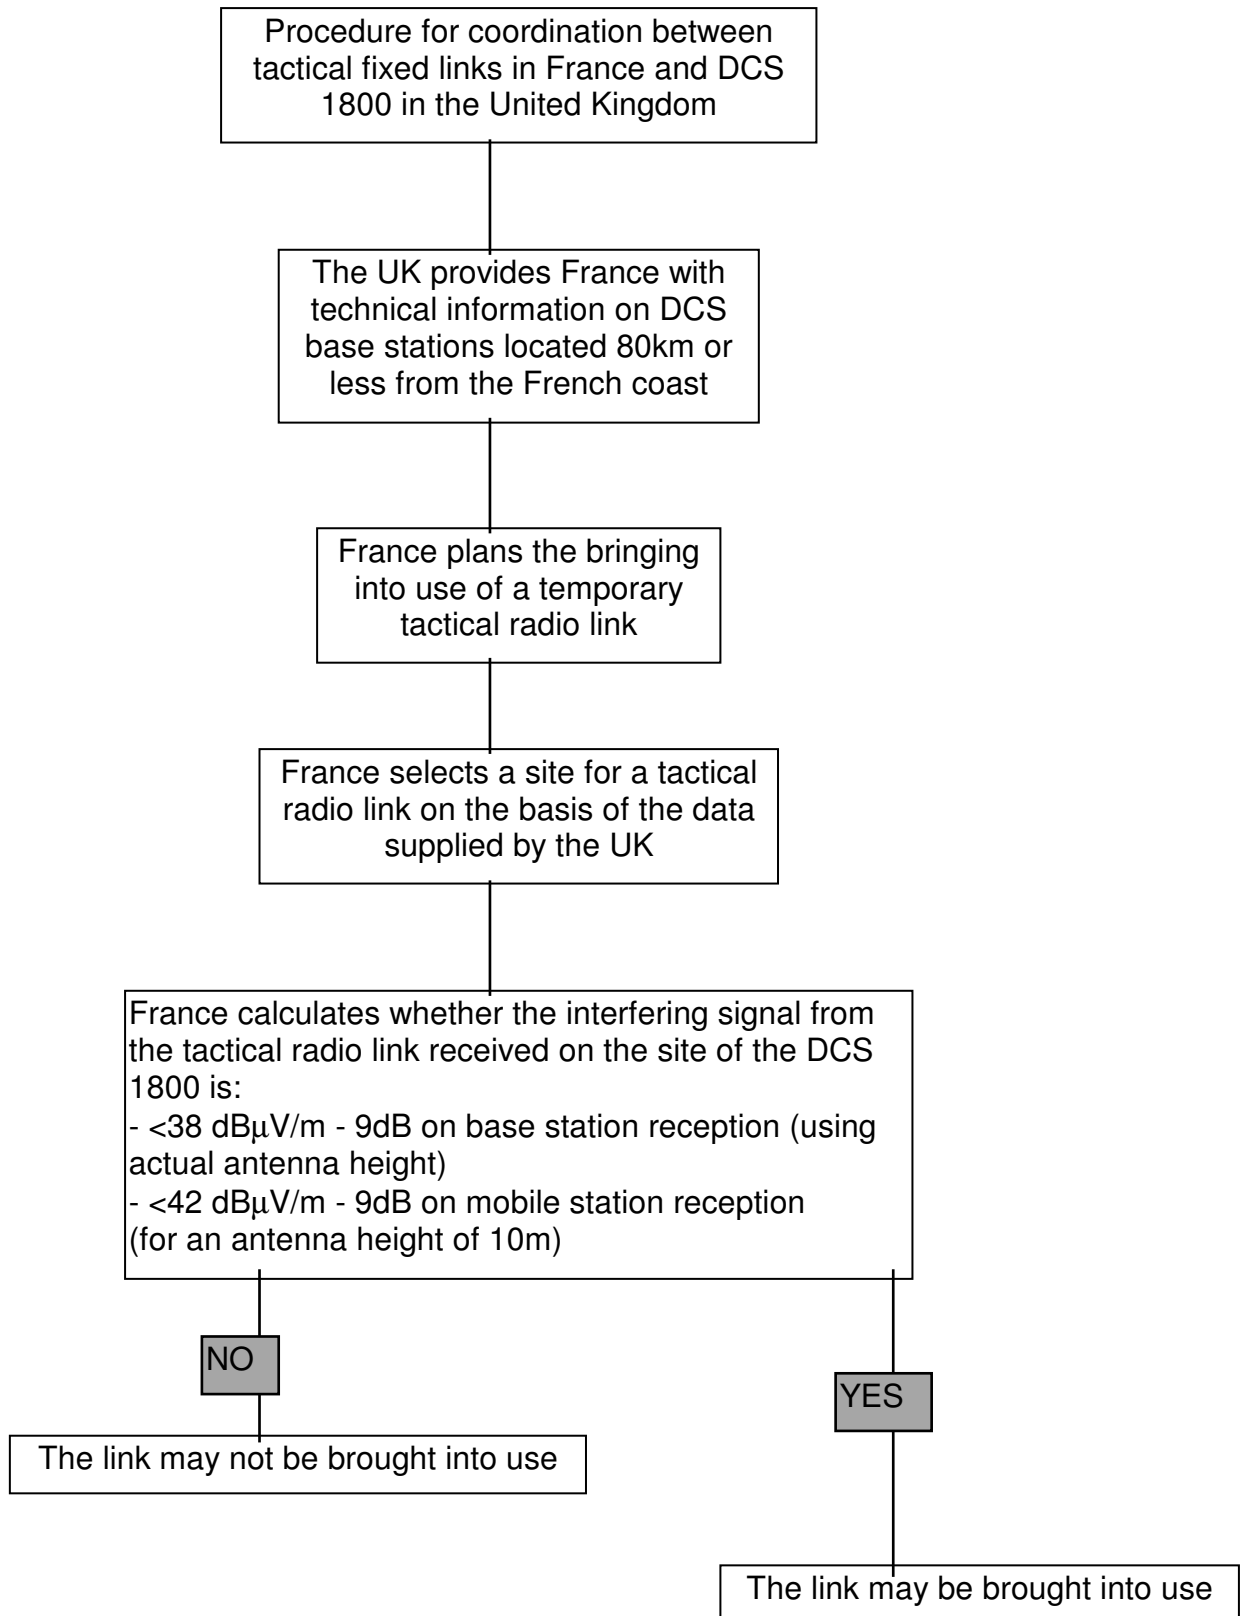 Procedure for coordination between
tactical fixed links in France and DCS
1800 in the United Kingdom
The UK provides France with
technical information on DCS
base stations located 80km or
less from the French coast
France plans the bringing
into use of a temporary
tactical radio link
France selects a site for a tactical
radio link on the basis of the data
supplied by the UK
France calculates whether the interfering signal from
the tactical radio link received on the site of the DCS
1800 is:
- <38 dBμV/m - 9dB on base station reception (using
actual antenna height)
- <42 dBμV/m - 9dB on mobile station reception
(for an antenna height of 10m)
NO
YES
The link may not be brought into use
The link may be brought into use